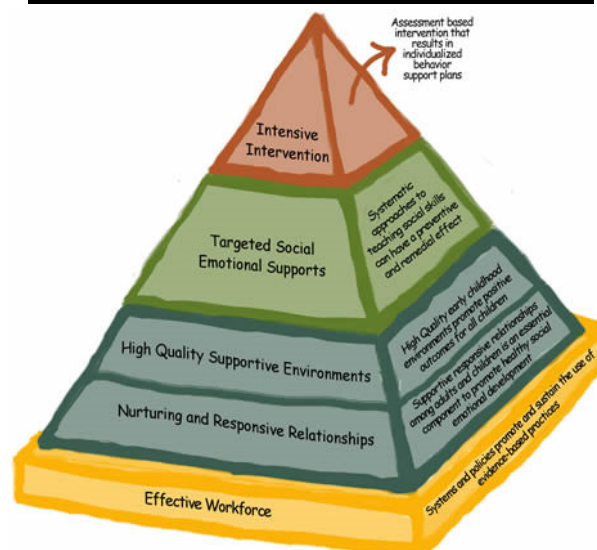 Assessment based
intervention that
results in
individualized
behavior
support plans
Intensive
Intervention
Targeted Social
Emotional Supports
Systematic
approaches to
teaching social skills
can have a preventive
and remedial effect
High Quality Supportive Environments
High Quality early childhood
environments promote positive
outcomes for all children
Nurturing and Responsive Relationships
Supportive responsive relationships
among adults and children is an essential
component to promote healthy social
emotional development
Effective Workforce
Systems and policies promote and sustain the use of
evidence-based practices